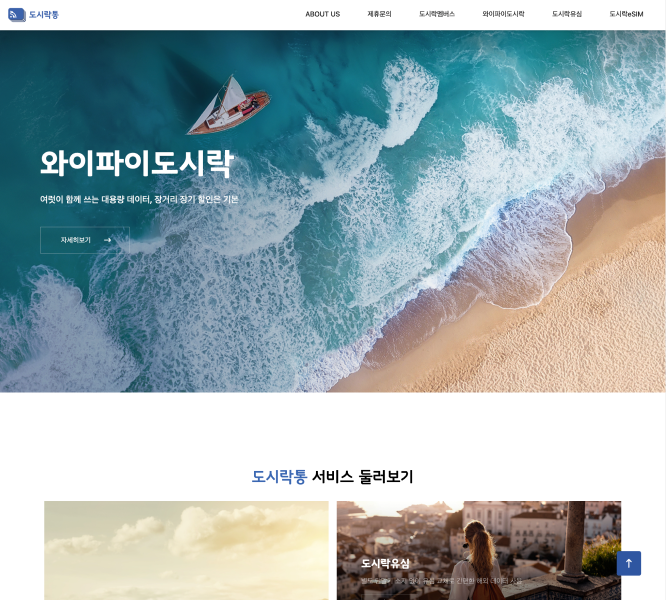 도시락통
ABOUT US 제휴문의 도시락멤버스 와이파이도시락 도시락유심 도시락eSIM
와이파이도시락
여럿이 함께 쓰는 대용량 데이터, 장거리 장기 할인은 기본
자세히보기
도시락통 서비스 둘러보기
도시락유심